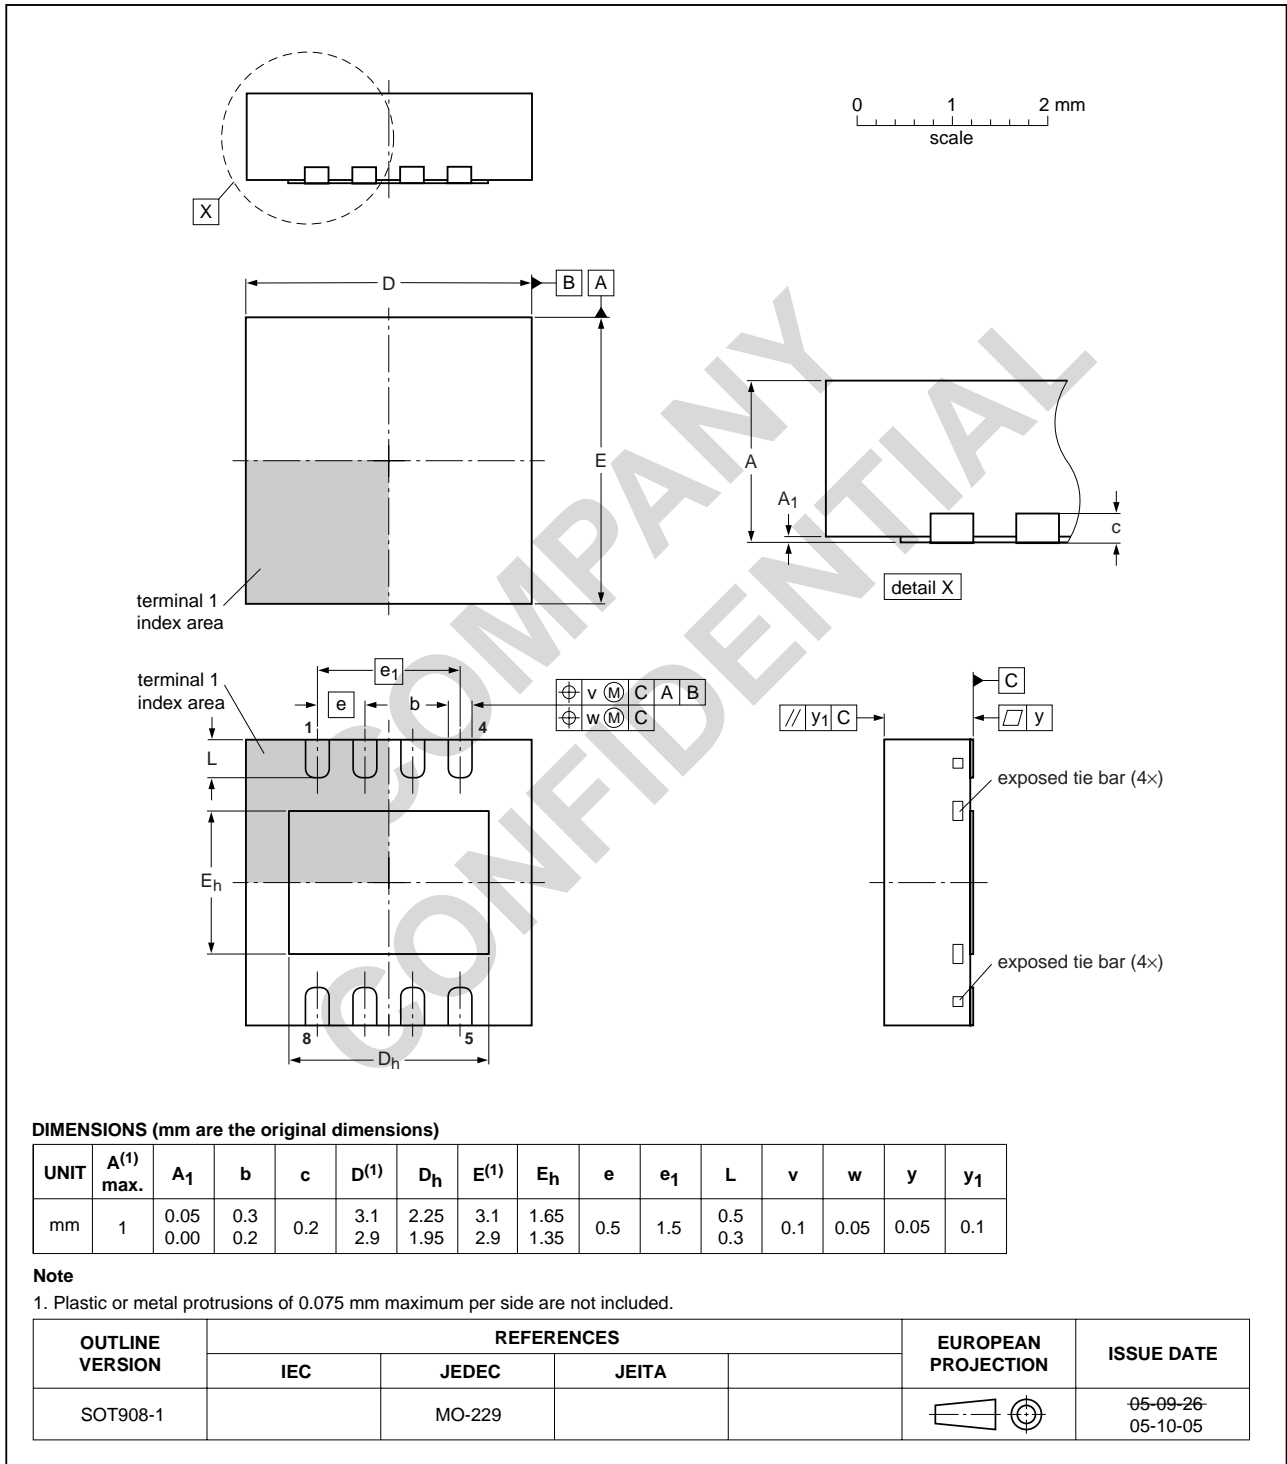 0 1 2 mm
scale
X
D
B A
E
A
A1
c
detail X
terminal 1
index area
terminal 1
index area
e1
e
b
v M C A B
w M C
1
4
L
Eh
8
5
Dh
C
// y1 C
y
exposed tie bar (4×)
exposed tie bar (4×)
COMPANY
CONFIDENTIAL
DIMENSIONS (mm are the original dimensions)
UNIT A(1) max. A1 b c D(1) Dh E(1) Eh e e1 L v w y y1
mm 1 0.05 0.00 0.3 0.2 0.2 3.1 2.9 2.25 1.95 3.1 2.9 1.65 1.35 0.5 1.5 0.5 0.3 0.1 0.05 0.05 0.1
Note
1. Plastic or metal protrusions of 0.075 mm maximum per side are not included.
OUTLINE VERSION REFERENCES EUROPEAN PROJECTION ISSUE DATE
IEC JEDEC JEITA
SOT908-1 MO-229 05-09-26
05-10-05